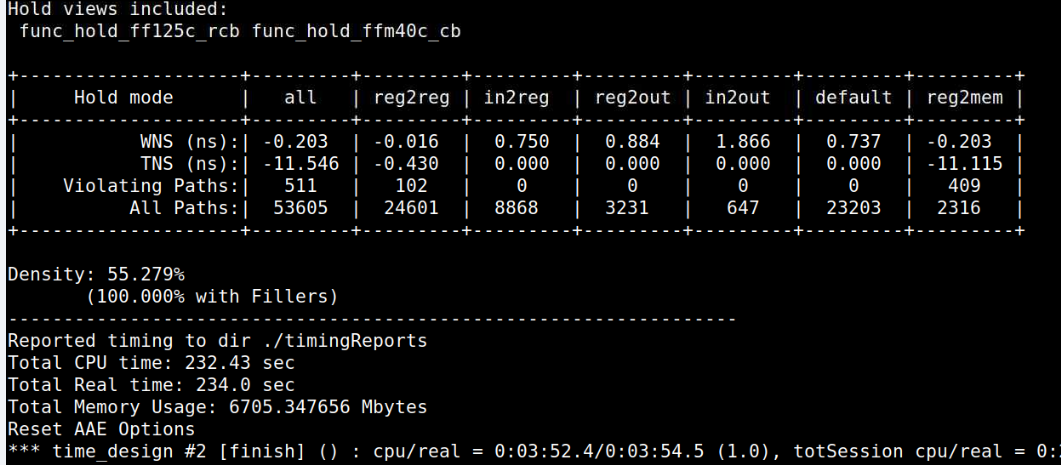 Hold views included:
 func_hold_ff125c_rcb func_hold_ffm40c_cb
+--------------------+---------+---------+---------+---------+---------+---------+---------+
|     Hold mode      |   all   | reg2reg | in2reg  | reg2out | in2out  | default | reg2mem |
+--------------------+---------+---------+---------+---------+---------+---------+---------+
|           WNS (ns):| -0.203  | -0.016  |  0.750  |  0.884  |  1.866  |  0.737  | -0.203  |
|           TNS (ns):| -11.546 | -0.430  |  0.000  |  0.000  |  0.000  |  0.000  | -11.115 |
|    Violating Paths:|   511   |   102   |    0    |    0    |    0    |    0    |   409   |
|          All Paths:|  53605  |  24601  |  8868   |  3231   |   647   |  23203  |  2316   |
+--------------------+---------+---------+---------+---------+---------+---------+---------+
Density: 55.279%
       (100.000% with Fillers)
------------------------------------------------------------------
Reported timing to dir ./timingReports
Total CPU time: 232.43 sec
Total Real time: 234.0 sec
Total Memory Usage: 6705.347656 Mbytes
Reset AAE Options
*** time_design #2 [finish] () : cpu/real = 0:03:52.4/0:03:54.5 (1.0), totSession cpu/real = 0: